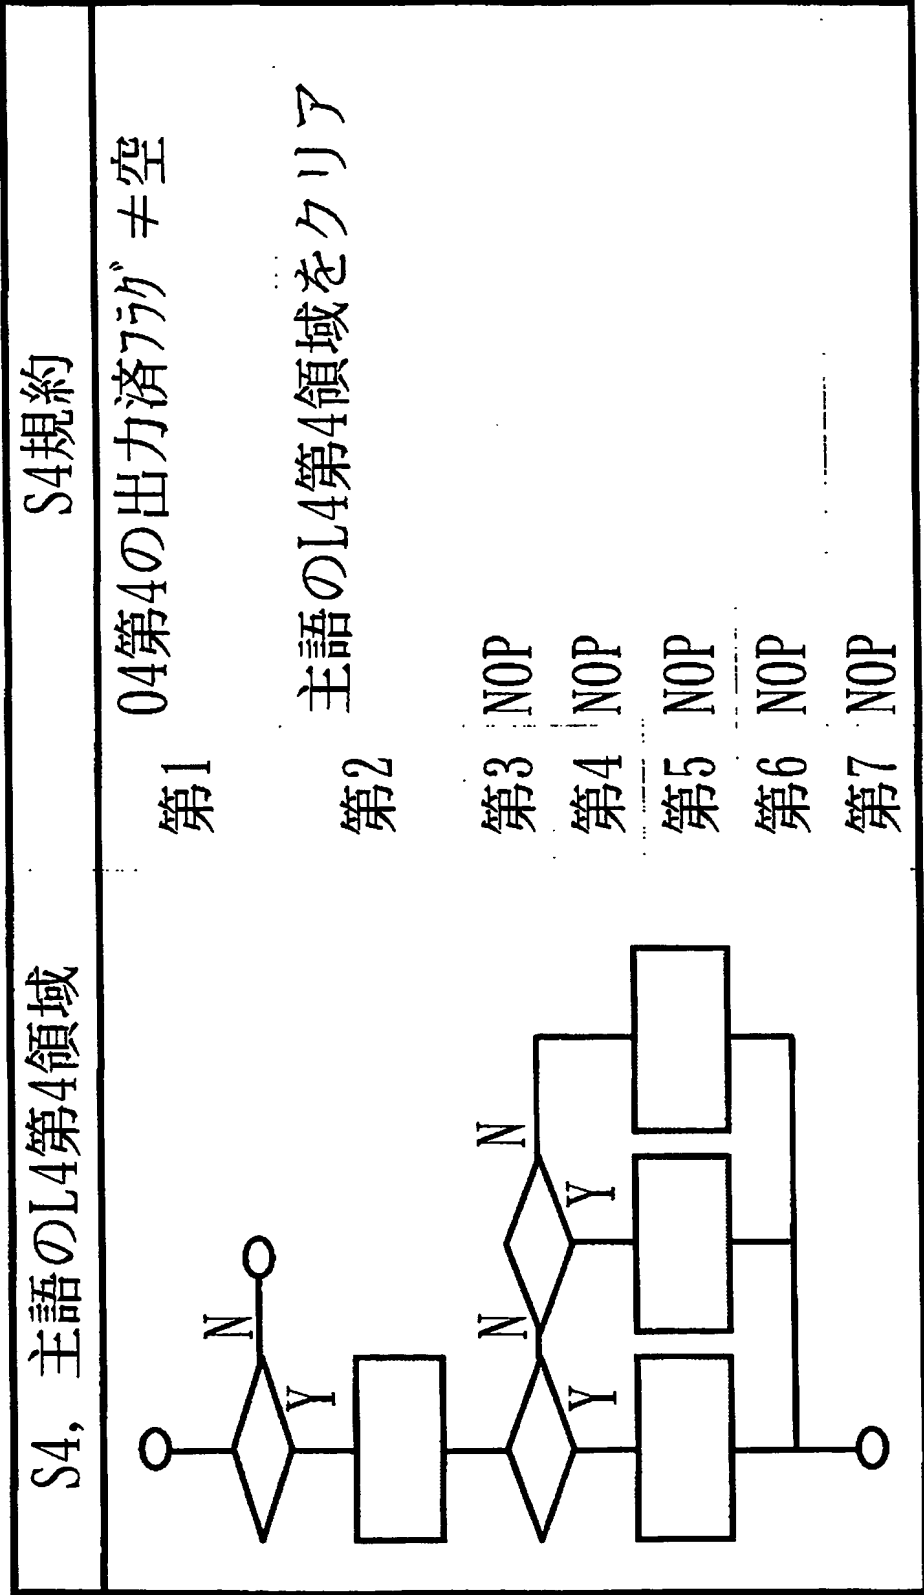 S4, 主語のL4第4領域
S4規約
第1
04第4の出力済ﾌﾗｸﾞ≠空
第2
主語のL4第4領域をクリア
第3 NOP
第4 NOP
第5 NOP
第6 NOP
第7 NOP
N
Y
N
N
Y
Y